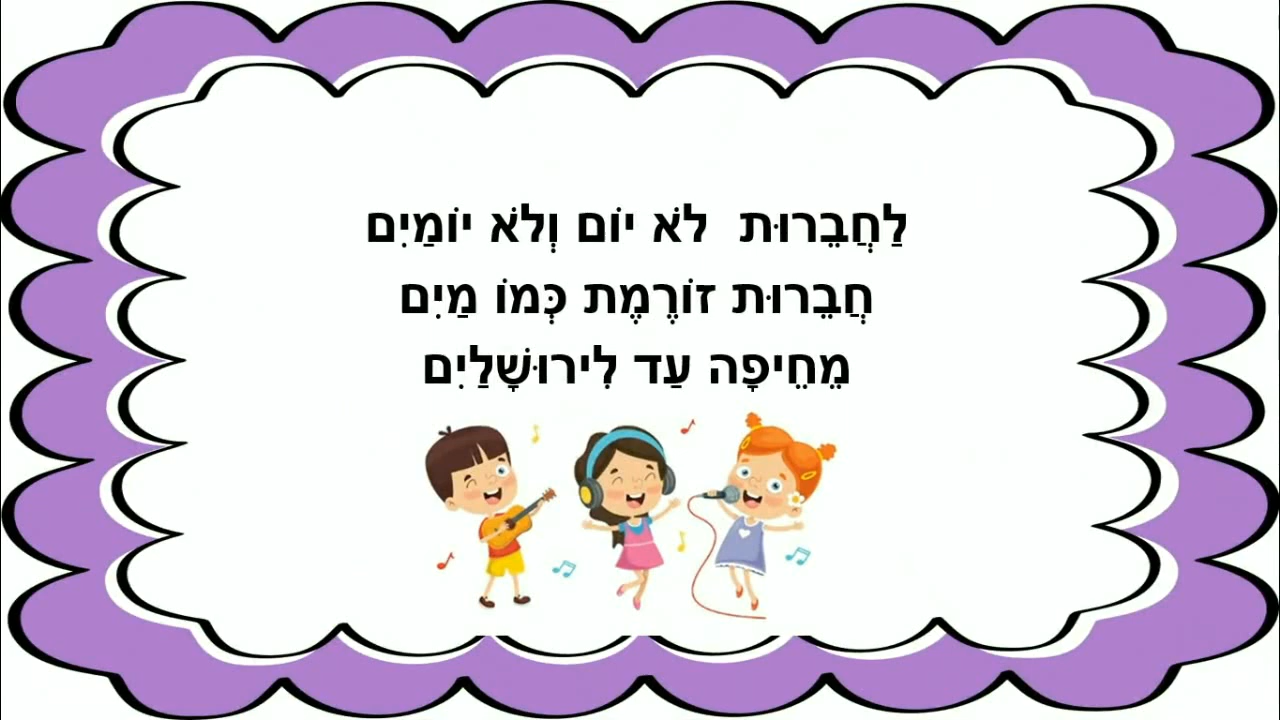 לַחֲבֵרוּת לֹא יוֹם וְלֹא יוֹמַיִם
חֲבֵרוּת זוֹרֶמֶת כְּמוֹ מַיִם
מֵחֵיפָה עַד לִירוּשָׁלַיִם